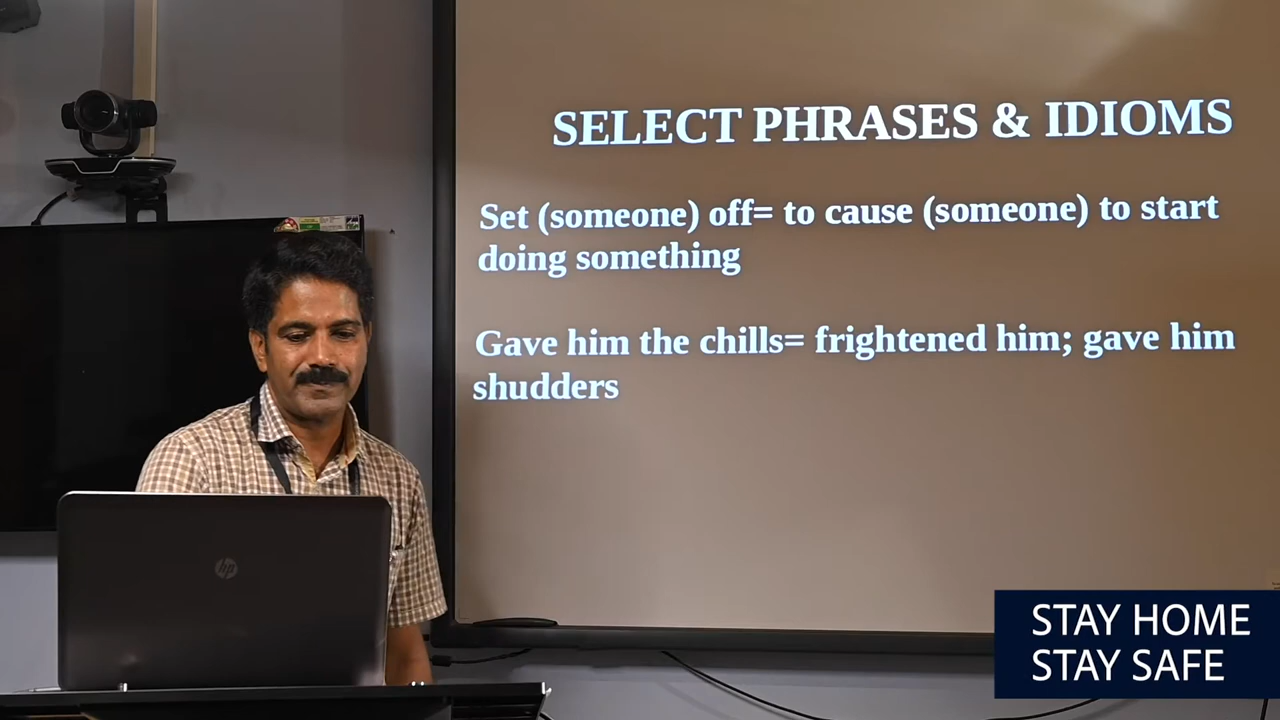 SELECT PHRASES & IDIOMS
Set (someone) off= to cause (someone) to start
doing something
Gave him the chills= frightened him; gave him
shudders
hp
STAY HOME
STAY SAFE